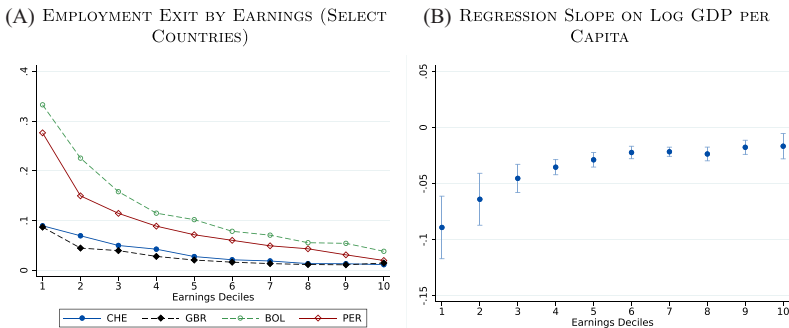 (A) Employment Exit by Earnings (Select
Countries)
.4
.3
.2
.1
0
1 2 3 4 5 6 7 8 9 10
Earnings Deciles
CHE GBR BOL PER
(B) Regression Slope on Log GDP per
Capita
.05
0
-.05
-.1
-.15
1 2 3 4 5 6 7 8 9 10
Earnings Deciles